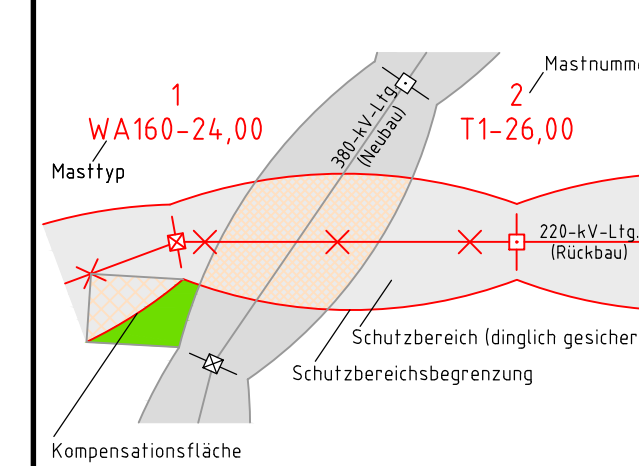 Mastnumme
1
2
WA160-24,00
T1-26,00
380-kV-Ltg.
(Neubau)
Masttyp
220-kV-Ltg.
(Rückbau)
Schutzbereich (dinglich gesicher
Schutzbereichsbegrenzung
Kompensationsfläche